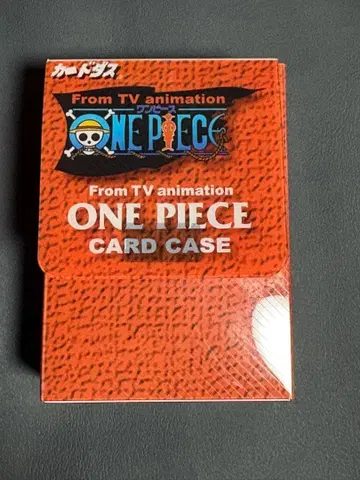 カードダス
From TV animation
ワンピース
ONE PIECE
From TV animation
ONE PIECE
CARD CASE